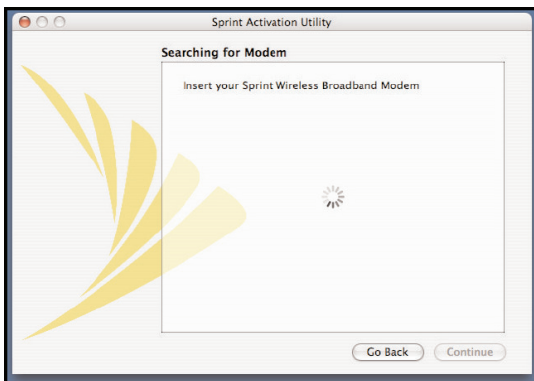 Sprint Activation Utility
Searching for Modem
Insert your Sprint Wireless Broadband Modem
Go Back
Continue